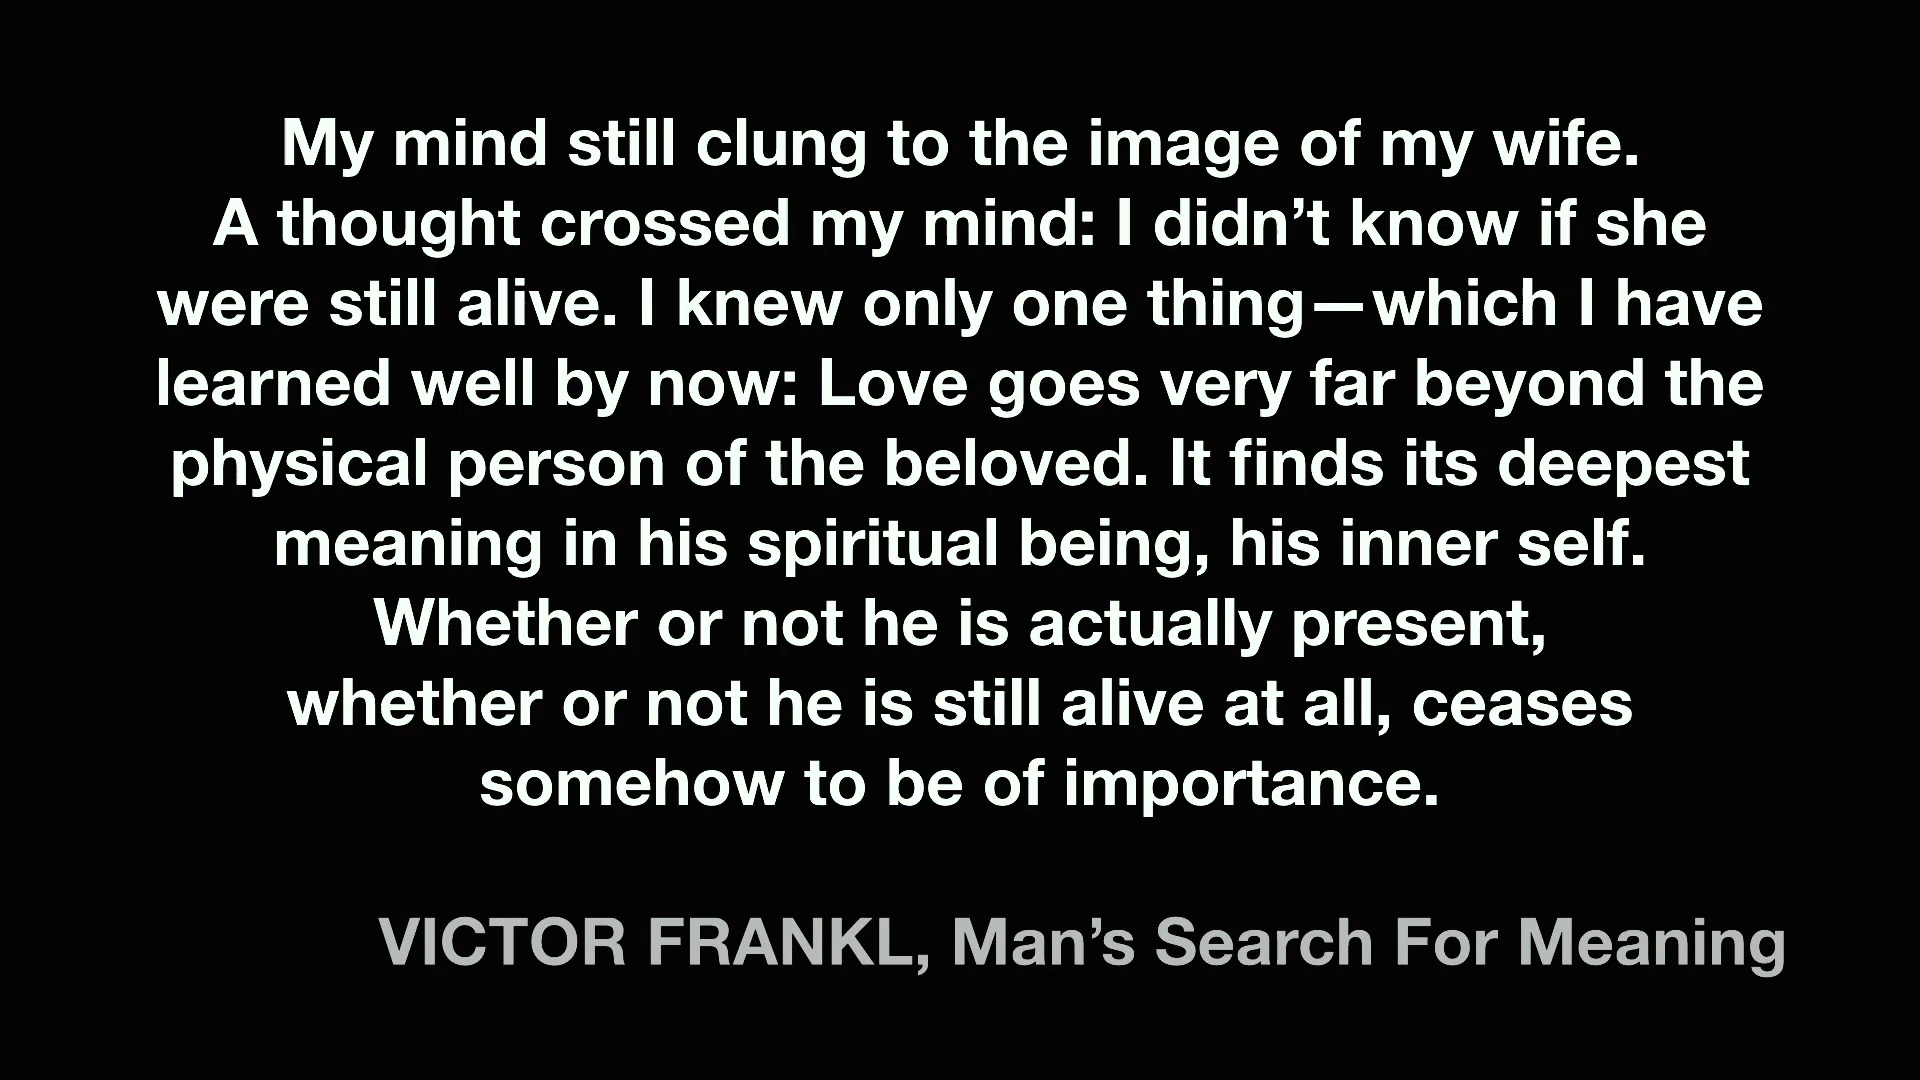 My mind still clung to the image of my wife.
A thought crossed my mind: I didn’t know if she
were still alive. I knew only one thing—which I have
learned well by now: Love goes very far beyond the
physical person of the beloved. It finds its deepest
meaning in his spiritual being, his inner self.
Whether or not he is actually present,
whether or not he is still alive at all, ceases
somehow to be of importance.
VICTOR FRANKL, Man’s Search For Meaning